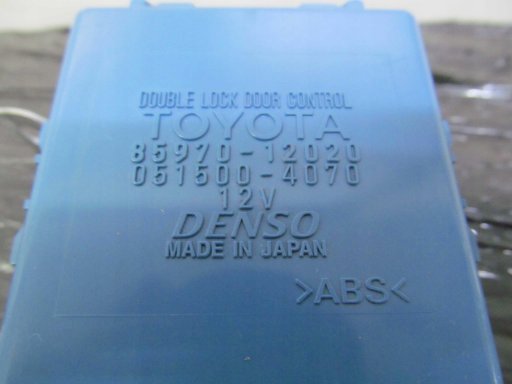 DOUBLE LOCK DOOR CONTROL
TOYOTA
85970-12020
051500-4070
12V
DENSO
MADE IN JAPAN
>ABS<